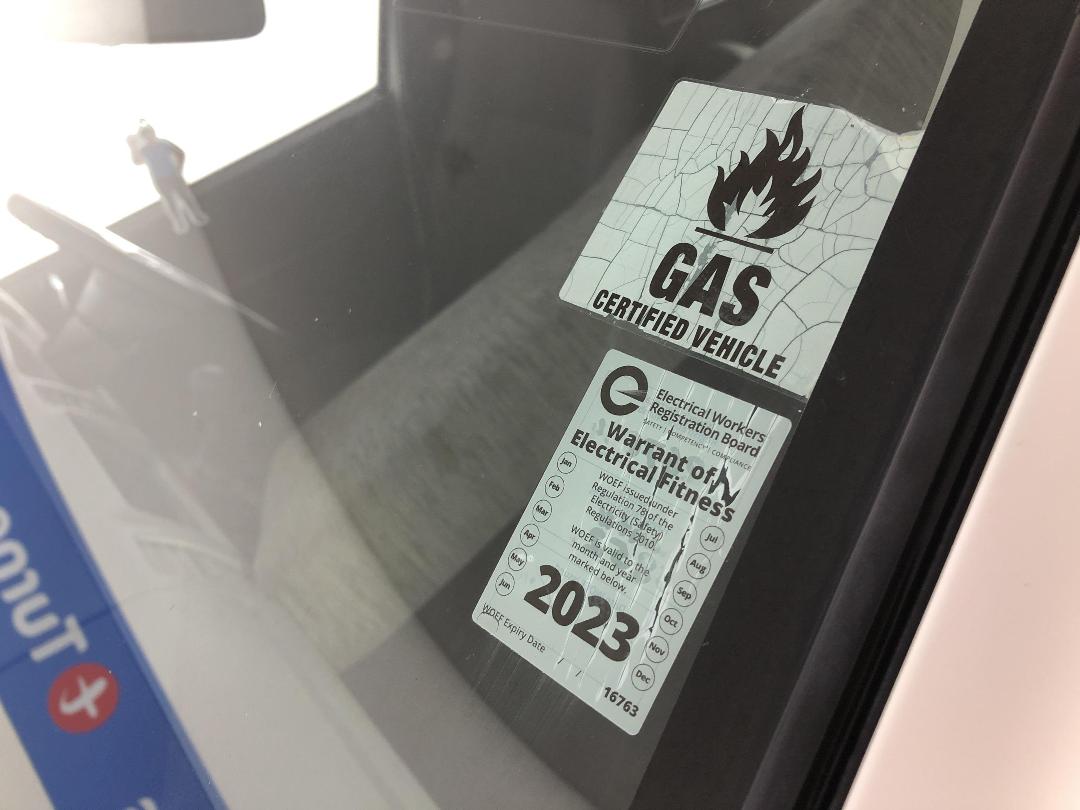 GAS
CERTIFIED VEHICLE
Electrical Workers
Registration Board
SAFETY | COMPETENCY | COMPLIANCE
Warrant of
Electrical Fitness
WOEF issued under
Regulation 78 of the
Electricity (Safety)
Regulations 2010.
WOEF is valid to the
month and year
marked below.
Jan
Feb
Mar
Apr
May
Jun
Jul
Aug
Sep
Oct
Nov
Dec
2023
WOEF Expiry Date / /
16763